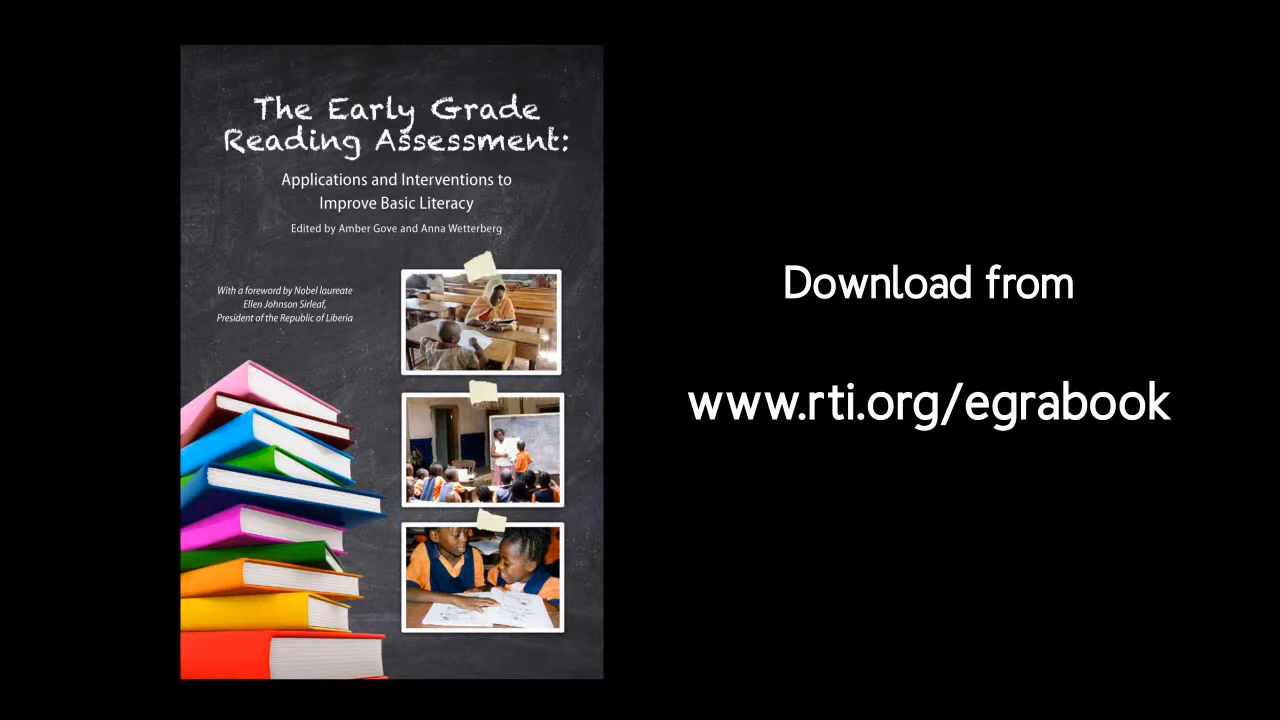 The Early Grade
Reading Assessment:
Applications and Interventions to
Improve Basic Literacy
Edited by Amber Gove and Anna Wetterberg
With a foreword by Nobel laureate
Ellen Johnson Sirleaf,
President of the Republic of Liberia
Download from
www.rti.org/egrabook